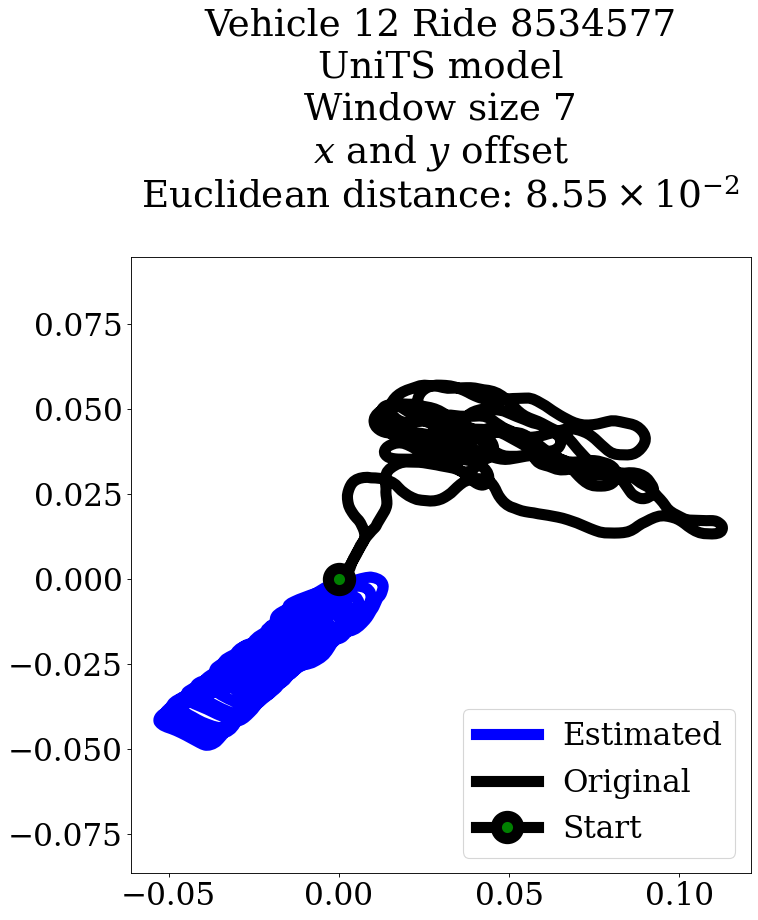 Vehicle 12 Ride 8534577
UniTS model
Window size 7
x and y offset
Euclidean distance: 8.55 × 10⁻²
0.075
0.050
0.025
0.000
−0.025
−0.050
−0.075
−0.05 0.00 0.05 0.10
Estimated
Original
Start